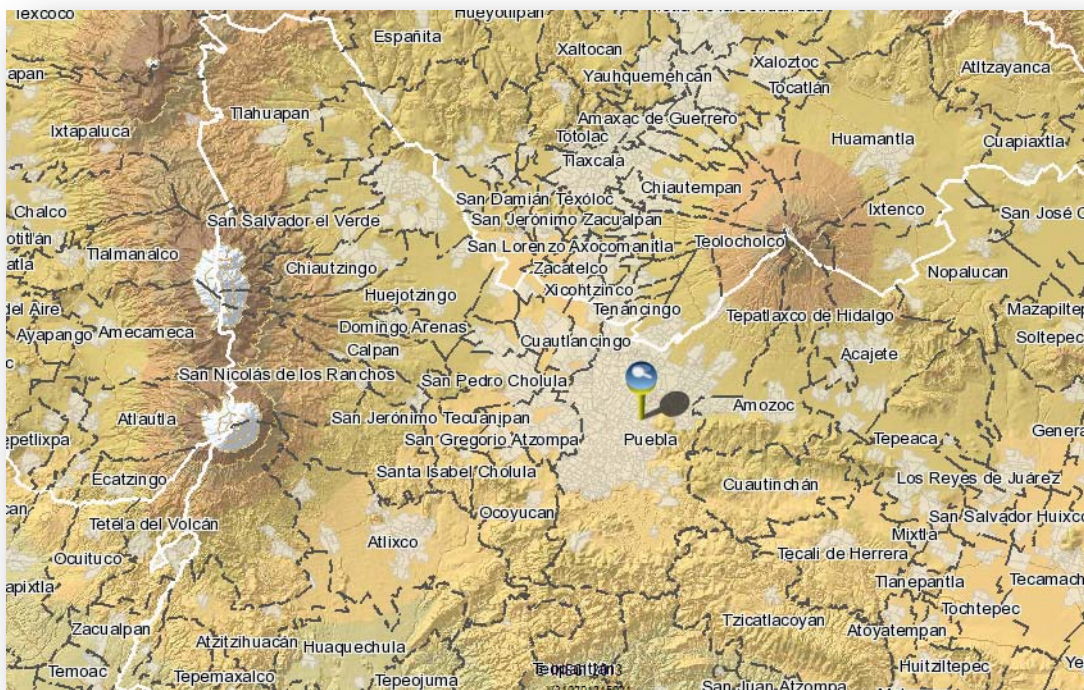 Texcoco
Hueyotlipan
Españita
Xaltocan
Yauhquemehcán
Xaloztoc
Tocatlán
Atltzayanca
apan
Ixtapaluca
Tlahuapan
Amaxac de Guerrero
Totolac
Tlaxcala
Huamantla
Cuapiaxtla
Chiautempan
San Damián Texóloc
San Jerónimo Zacualpan
Ixtenco
Chalco
San Salvador el Verde
San José C
otitlán
Tlalmanalco
San Lorenzo Axocomanitla
Teolocholco
atla
Chiautzingo
Zacatelco
Nopalucan
Huejotzingo
Xicohtzinco
del Aire
Tenancingo
Tepatlaxco de Hidalgo
Mazapiltep
Ayapango
Amecameca
Domingo Arenas
Cuautlancingo
Soltepec
Calpan
Acajete
c
San Nicolás de los Ranchos
San Pedro Cholula
Atlautla
San Jerónimo Tecuanipan
Amozoc
epetlixpa
San Gregorio Atzompa
Puebla
Tepeaca
Genera
Ecatzingo
Santa Isabel Cholula
Cuautinchán
Los Reyes de Juárez
can
Tetela del Volcán
Ocoyucan
San Salvador Huixco
Atlixco
Mixtla
Ocuituco
Tecali de Herrera
apixtla
Tlanepantla
Tecamach
Tochtepec
Zacualpan
Atzitzihuacán
Huaquechula
Tzicatlacoyan
Atoyatempan
Temoac
Tepemaxalco
Tepeojuma
Huitziltepec
Ye
San Juan Atzompa